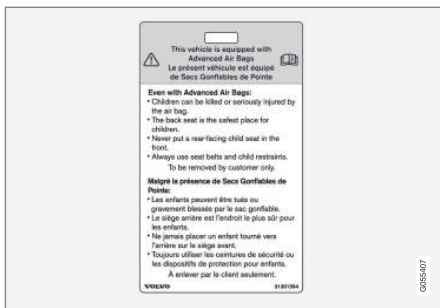 This vehicle is equipped with
Advanced Air Bags
Le présent véhicule est équipé
de Sacs Gonflables de Pointe
Even with Advanced Air Bags:
• Children can be killed or seriously injured by
the air bag.
• The back seat is the safest place for
children.
• Never put a rear-facing child seat in the
front.
• Always use seat belts and child restraints.
To be removed by customer only.
Malgré la présence de Sacs Gonflables de
Pointe:
• Les enfants peuvent être tués ou
gravement blessés par le sac gonflable.
• Le siège arrière est l'endroit le plus sûr pour
les enfants.
• Ne jamais placer un enfant tourné vers
l'arrière sur le siège avant.
• Toujours utiliser les ceintures de sécurité ou
les dispositifs de protection pour enfants.
À enlever par le client seulement.
VOLVO 31301564
G055407